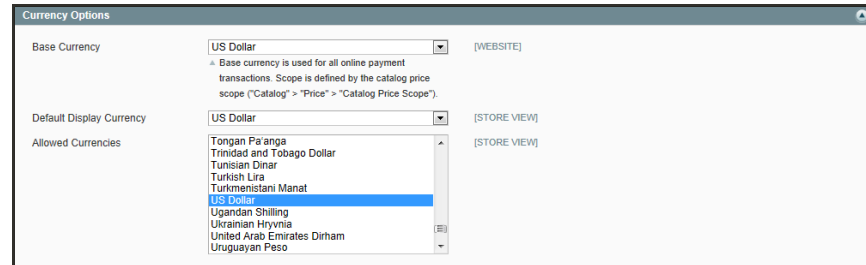 Currency Options
Base Currency US Dollar [WEBSITE]
Base currency is used for all online payment
transactions. Scope is defined by the catalog price
scope ("Catalog" > "Price" > "Catalog Price Scope").
Default Display Currency US Dollar [STORE VIEW]
Allowed Currencies Tongan Paʻanga [STORE VIEW]
Trinidad and Tobago Dollar
Tunisian Dinar
Turkish Lira
Turkmenistani Manat
US Dollar
Ugandan Shilling
Ukrainian Hryvnia
United Arab Emirates Dirham
Uruguayan Peso